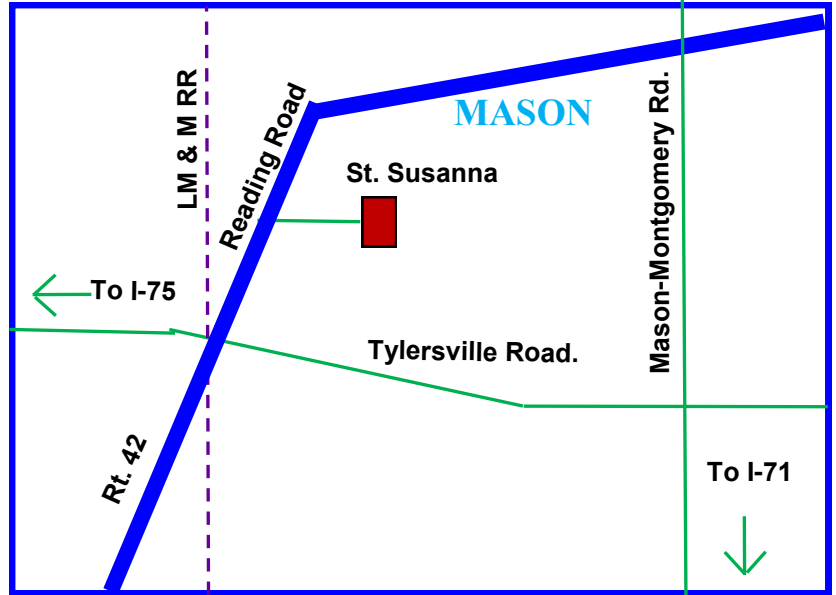 MASON
LM & M RR
Reading Road
Mason-Montgomery Rd.
St. Susanna
To I-75
Tylersville Road.
Rt. 42
To I-71